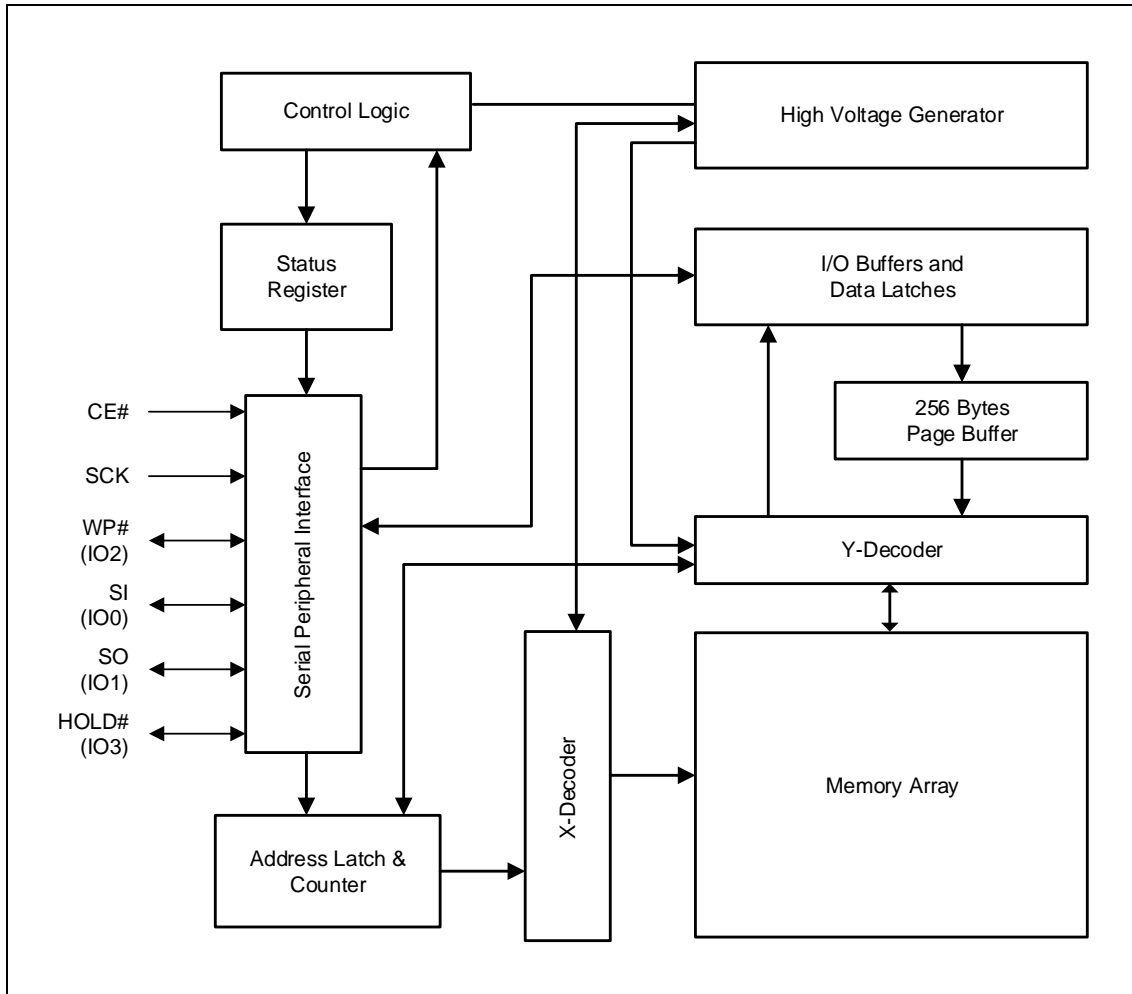 Control Logic
High Voltage Generator
Status
Register
I/O Buffers and
Data Latches
256 Bytes
Page Buffer
CE#
SCK
WP#
(IO2)
SI
(IO0)
SO
(IO1)
HOLD#
(IO3)
Serial Peripheral Interface
Y-Decoder
X-Decoder
Memory Array
Address Latch &
Counter